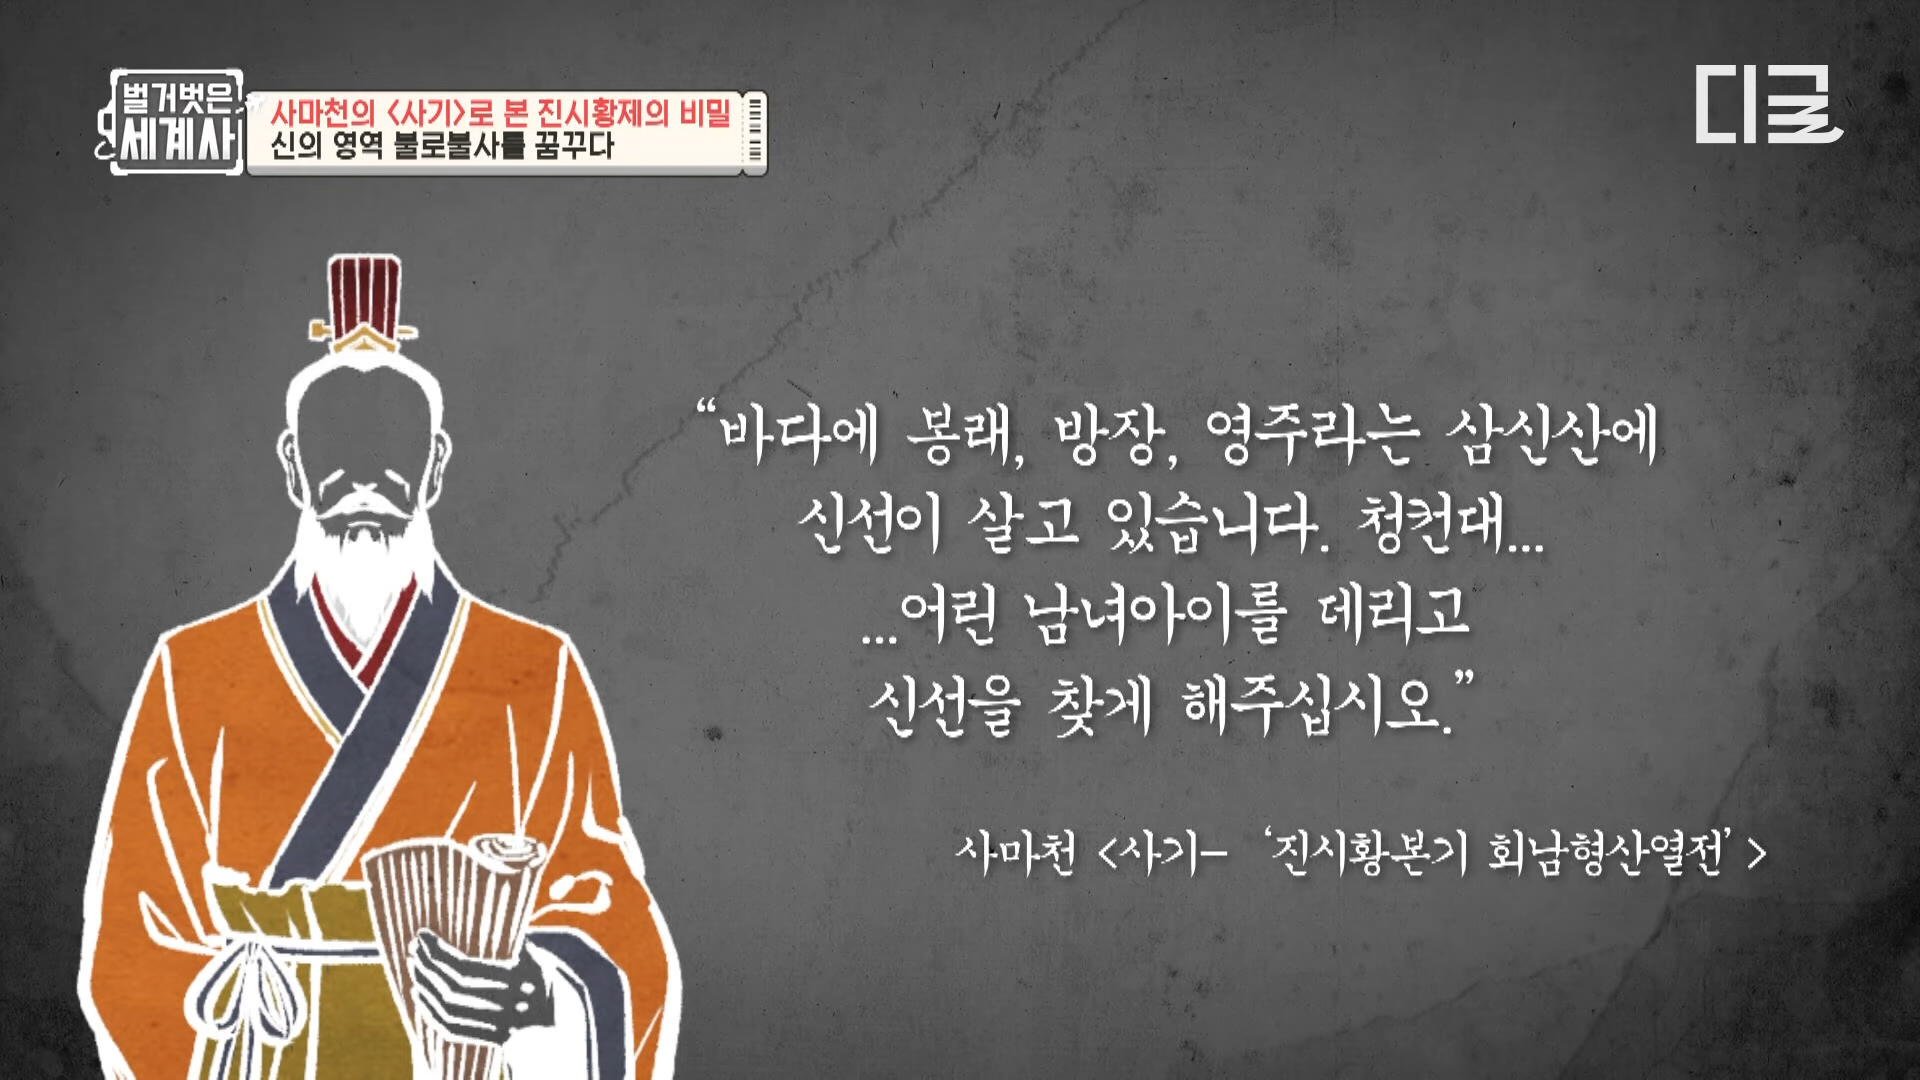 벌거벗은
세계사
사마천의 <사기>로 본 진시황제의 비밀
신의 영역 불로불사를 꿈꾸다
디글
“바다에 봉래, 방장, 영주라는 삼신산에
신선이 살고 있습니다. 청컨대...
...어린 남녀아이를 데리고
신선을 찾게 해주십시오.”
사마천 <사기- ‘진시황본기 회남형산열전’>